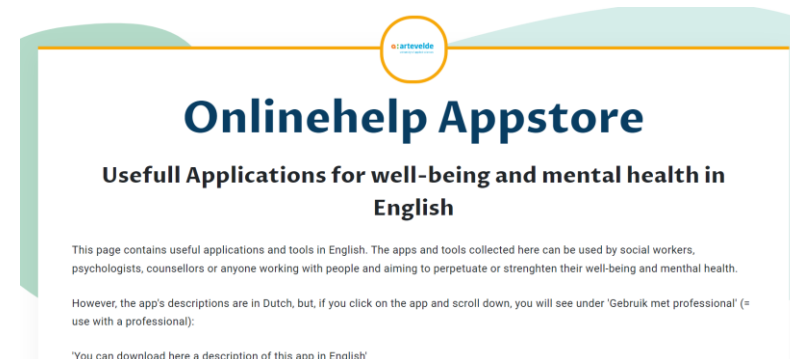 a:artevelde
Onlinehelp Appstore
Usefull Applications for well-being and mental health in
English
This page contains useful applications and tools in English. The apps and tools collected here can be used by social workers,
psychologists, counsellors or anyone working with people and aiming to perpetuate or strenghten their well-being and menthal health.
However, the app's descriptions are in Dutch, but, if you click on the app and scroll down, you will see under 'Gebruik met professional' (=
use with a professional):
'You can download here a description of this app in English'